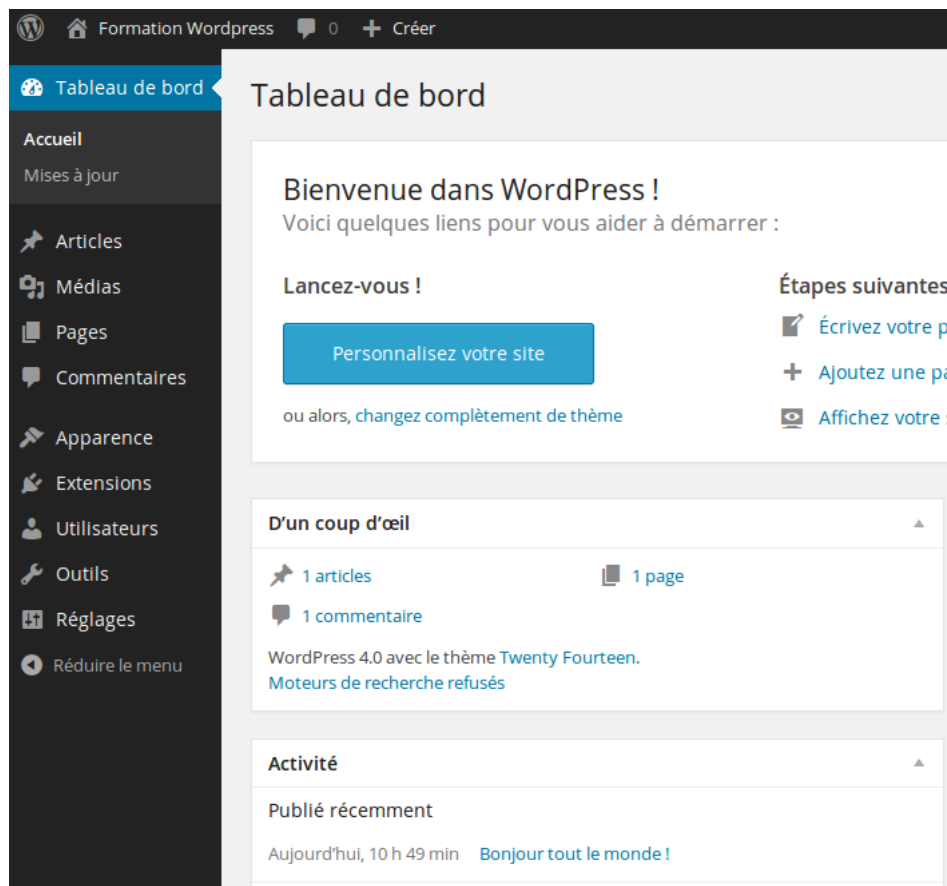 Formation Wordpress 0 + Créer
Tableau de bord
Accueil
Mises à jour
Articles
Médias
Pages
Commentaires
Apparence
Extensions
Utilisateurs
Outils
Réglages
Réduire le menu
Tableau de bord
Bienvenue dans WordPress !
Voici quelques liens pour vous aider à démarrer :
Lancez-vous !
Personnalisez votre site
ou alors, changez complètement de thème
Étapes suivantes
Écrivez votre
Ajoutez une
Affichez votre
D’un coup d’œil
1 articles
1 page
1 commentaire
WordPress 4.0 avec le thème Twenty Fourteen.
Moteurs de recherche refusés
Activité
Publié récemment
Aujourd’hui, 10 h 49 min Bonjour tout le monde !